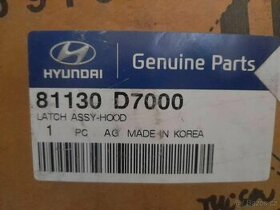 HYUNDAI
Genuine Parts
81130 D7000
LATCH ASSY-HOOD
1 PC AG MADE IN KOREA